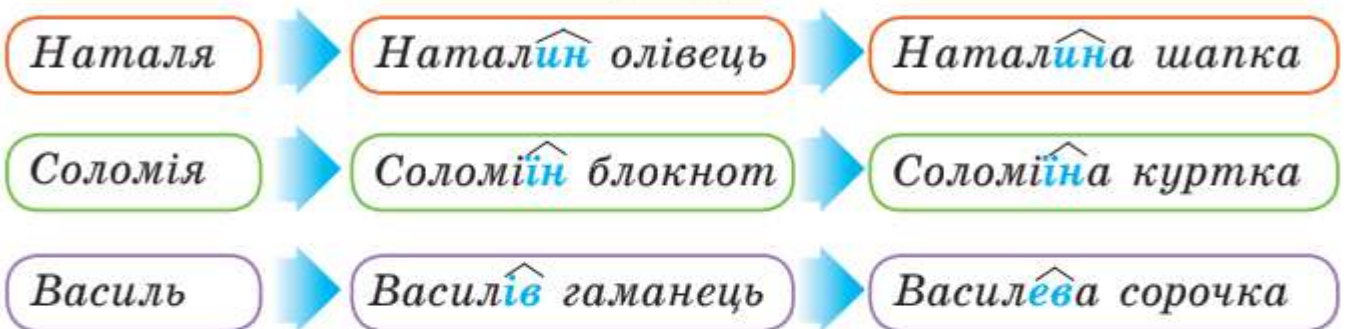 Наталя Наталин олівець Наталина шапка
Соломія Соломіїн блокнот Соломіїна куртка
Василь Василів гаманець Василева сорочка